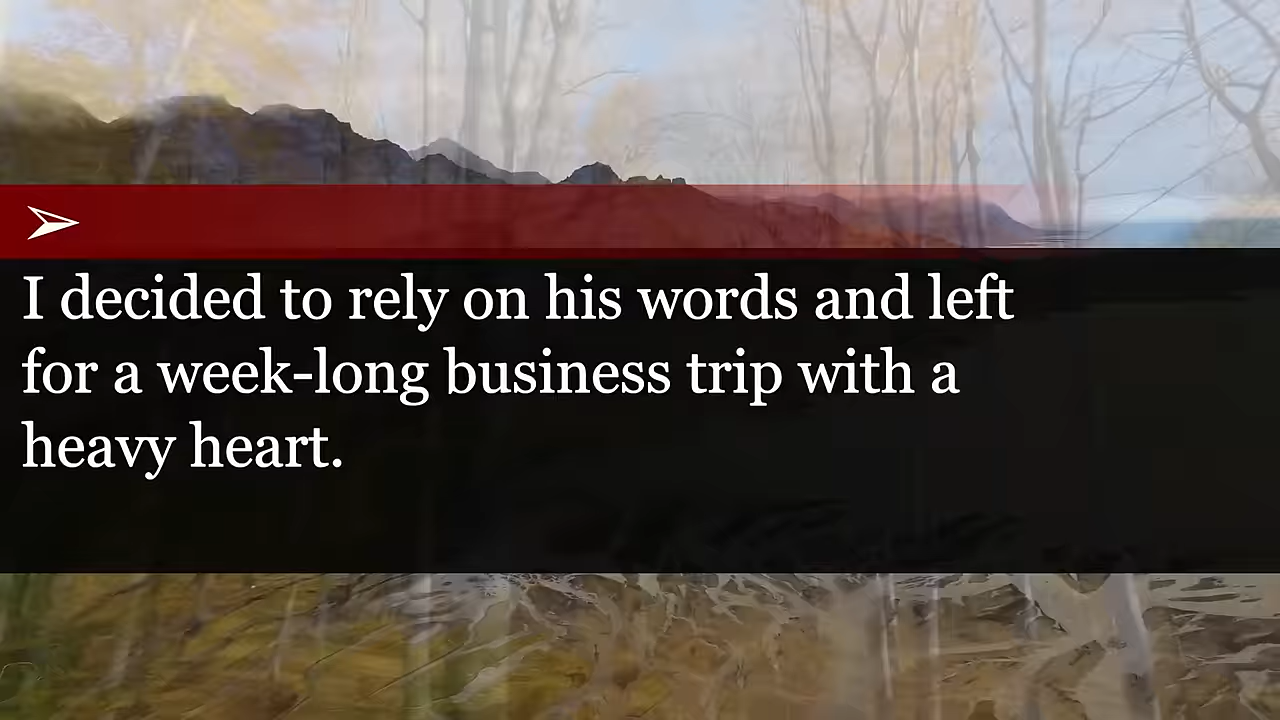 I decided to rely on his words and left
for a week-long business trip with a
heavy heart.